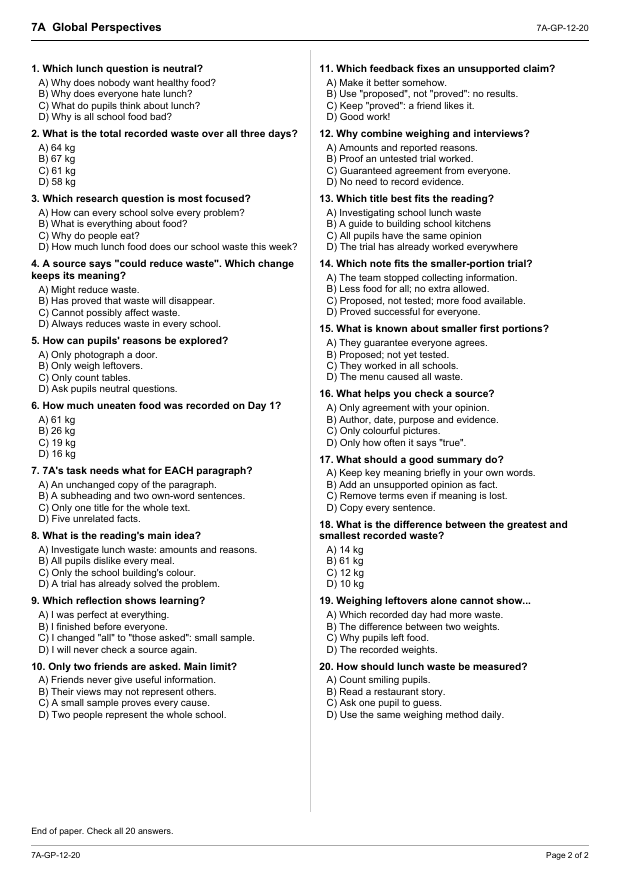 7A Global Perspectives
7A-GP-12-20
1. Which lunch question is neutral?
A) Why does nobody want healthy food?
B) Why does everyone hate lunch?
C) What do pupils think about lunch?
D) Why is all school food bad?
2. What is the total recorded waste over all three days?
A) 64 kg
B) 67 kg
C) 61 kg
D) 58 kg
3. Which research question is most focused?
A) How can every school solve every problem?
B) What is everything about food?
C) Why do people eat?
D) How much lunch food does our school waste this week?
4. A source says "could reduce waste". Which change
keeps its meaning?
A) Might reduce waste.
B) Has proved that waste will disappear.
C) Cannot possibly affect waste.
D) Always reduces waste in every school.
5. How can pupils' reasons be explored?
A) Only photograph a door.
B) Only weigh leftovers.
C) Only count tables.
D) Ask pupils neutral questions.
6. How much uneaten food was recorded on Day 1?
A) 61 kg
B) 26 kg
C) 19 kg
D) 16 kg
7. 7A's task needs what for EACH paragraph?
A) An unchanged copy of the paragraph.
B) A subheading and two own-word sentences.
C) Only one title for the whole text.
D) Five unrelated facts.
8. What is the reading's main idea?
A) Investigate lunch waste: amounts and reasons.
B) All pupils dislike every meal.
C) Only the school building's colour.
D) A trial has already solved the problem.
9. Which reflection shows learning?
A) I was perfect at everything.
B) I finished before everyone.
C) I changed "all" to "those asked": small sample.
D) I will never check a source again.
10. Only two friends are asked. Main limit?
A) Friends never give useful information.
B) Their views may not represent others.
C) A small sample proves every cause.
D) Two people represent the whole school.
11. Which feedback fixes an unsupported claim?
A) Make it better somehow.
B) Use "proposed", not "proved": no results.
C) Keep "proved": a friend likes it.
D) Good work!
12. Why combine weighing and interviews?
A) Amounts and reported reasons.
B) Proof an untested trial worked.
C) Guaranteed agreement from everyone.
D) No need to record evidence.
13. Which title best fits the reading?
A) Investigating school lunch waste
B) A guide to building school kitchens
C) All pupils have the same opinion
D) The trial has already worked everywhere
14. Which note fits the smaller-portion trial?
A) The team stopped collecting information.
B) Less food for all; no extra allowed.
C) Proposed, not tested; more food available.
D) Proved successful for everyone.
15. What is known about smaller first portions?
A) They guarantee everyone agrees.
B) Proposed; not yet tested.
C) They worked in all schools.
D) The menu caused all waste.
16. What helps you check a source?
A) Only agreement with your opinion.
B) Author, date, purpose and evidence.
C) Only colourful pictures.
D) Only how often it says "true".
17. What should a good summary do?
A) Keep key meaning briefly in your own words.
B) Add an unsupported opinion as fact.
C) Remove terms even if meaning is lost.
D) Copy every sentence.
18. What is the difference between the greatest and
smallest recorded waste?
A) 14 kg
B) 61 kg
C) 12 kg
D) 10 kg
19. Weighing leftovers alone cannot show...
A) Which recorded day had more waste.
B) The difference between two weights.
C) Why pupils left food.
D) The recorded weights.
20. How should lunch waste be measured?
A) Count smiling pupils.
B) Read a restaurant story.
C) Ask one pupil to guess.
D) Use the same weighing method daily.
End of paper. Check all 20 answers.
7A-GP-12-20
Page 2 of 2